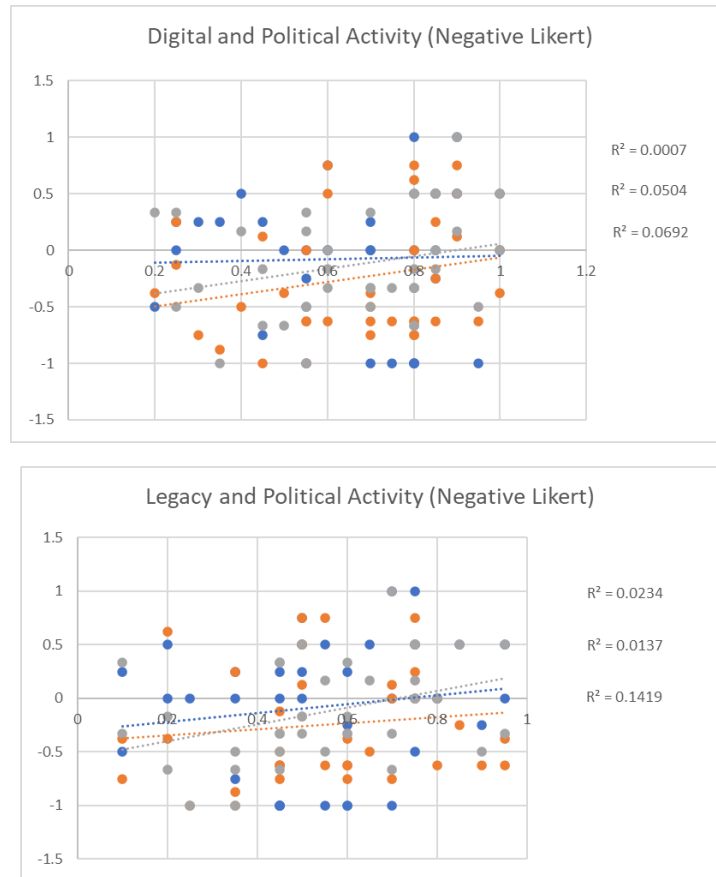 Digital and Political Activity (Negative Likert)
1.5
1
0.5
0
-0.5
-1
-1.5
0 0.2 0.4 0.6 0.8 1 1.2
R² = 0.0007
R² = 0.0504
R² = 0.0692
Legacy and Political Activity (Negative Likert)
1.5
1
0.5
0
-0.5
-1
-1.5
0 0.2 0.4 0.6 0.8 1
R² = 0.0234
R² = 0.0137
R² = 0.1419